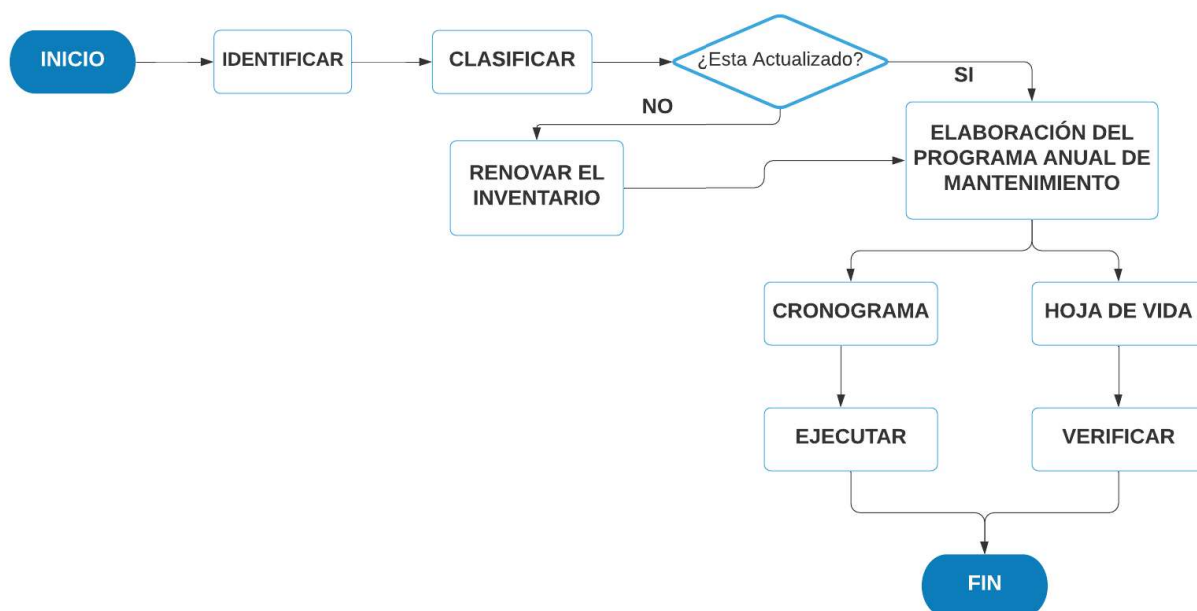 INICIO
IDENTIFICAR
CLASIFICAR
¿Esta Actualizado?
SI
NO
ELABORACIÓN DEL
PROGRAMA ANUAL DE
MANTENIMIENTO
RENOVAR EL
INVENTARIO
CRONOGRAMA
HOJA DE VIDA
EJECUTAR
VERIFICAR
FIN